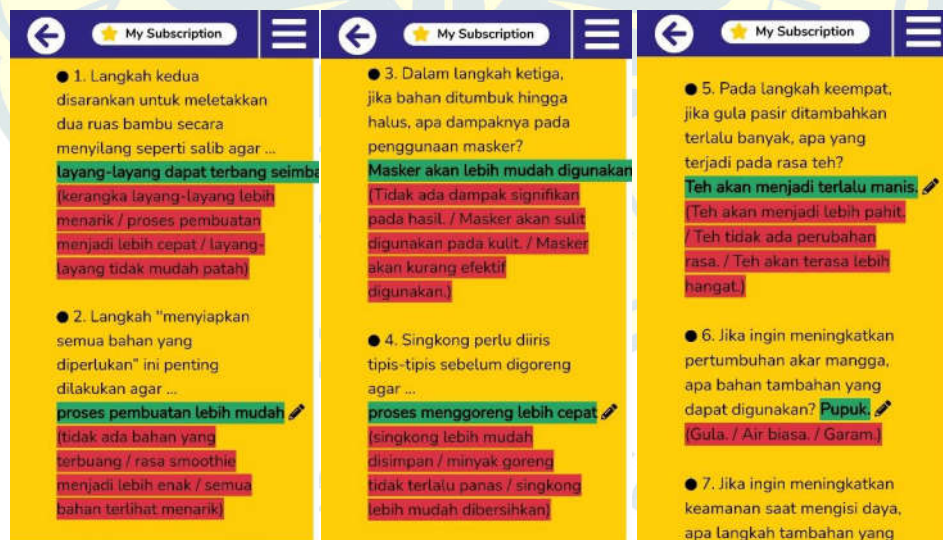 My Subscription
● 1. Langkah kedua
disarankan untuk meletakkan
dua ruas bambu secara
menyilang seperti salib agar ...
layang-layang dapat terbang seimba
(kerangka layang-layang lebih
menarik / proses pembuatan
menjadi lebih cepat / layang-
layang tidak mudah patah)
● 2. Langkah "menyiapkan
semua bahan yang
diperlukan" ini penting
dilakukan agar ...
proses pembuatan lebih mudah
(tidak ada bahan yang
terbuang / rasa smoothie
menjadi lebih enak / semua
bahan terlihat menarik)
My Subscription
● 3. Dalam langkah ketiga,
jika bahan ditumbuk hingga
halus, apa dampaknya pada
penggunaan masker?
Masker akan lebih mudah digunakan
(Tidak ada dampak signifikan
pada hasil. / Masker akan sulit
digunakan pada kulit. / Masker
akan kurang efektif
digunakan.)
● 4. Singkong perlu diiris
tipis-tipis sebelum digoreng
agar ...
proses menggoreng lebih cepat
(singkong lebih mudah
disimpan / minyak goreng
tidak terlalu panas / singkong
lebih mudah dibersihkan)
My Subscription
● 5. Pada langkah keempat,
jika gula pasir ditambahkan
terlalu banyak, apa yang
terjadi pada rasa teh?
Teh akan menjadi terlalu manis.
(Teh akan menjadi lebih pahit.
/ Teh tidak ada perubahan
rasa. / Teh akan terasa lebih
hangat.)
● 6. Jika ingin meningkatkan
pertumbuhan akar mangga,
apa bahan tambahan yang
dapat digunakan? Pupuk.
(Gula. / Air biasa. / Garam.)
● 7. Jika ingin meningkatkan
keamanan saat mengisi daya,
apa langkah tambahan yang